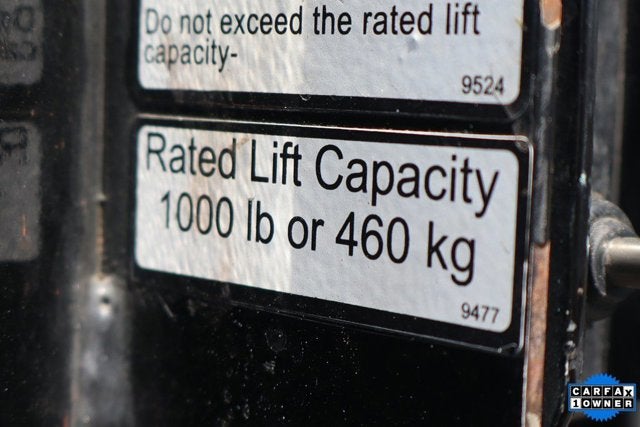 Do not exceed the rated lift
capacity-
9524
Rated Lift Capacity
1000 lb or 460 kg
9477
CARFAX
1 OWNER